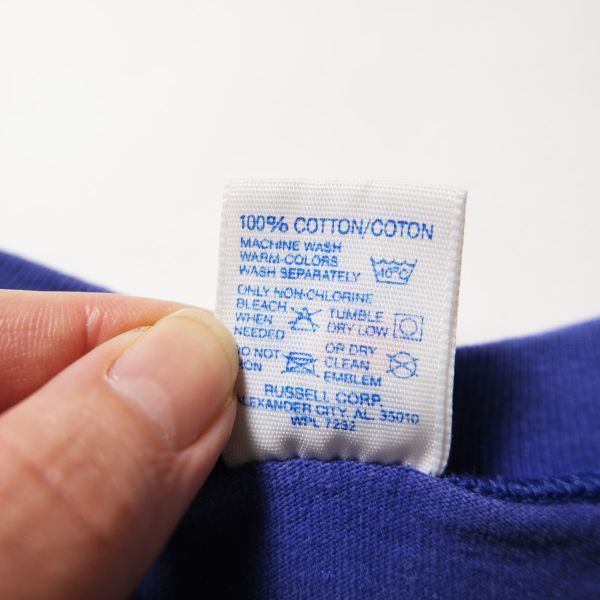 100% COTTON/COTON
MACHINE WASH
WARM-COLORS
WASH SEPARATELY 40°C
ONLY NON-CHLORINE
BLEACH
WHEN TUMBLE
NEEDED DRY LOW
DO NOT OR DRY
IRON CLEAN
EMBLEM
RUSSELL CORP.
ALEXANDER CITY, AL 35010
WPL 7292